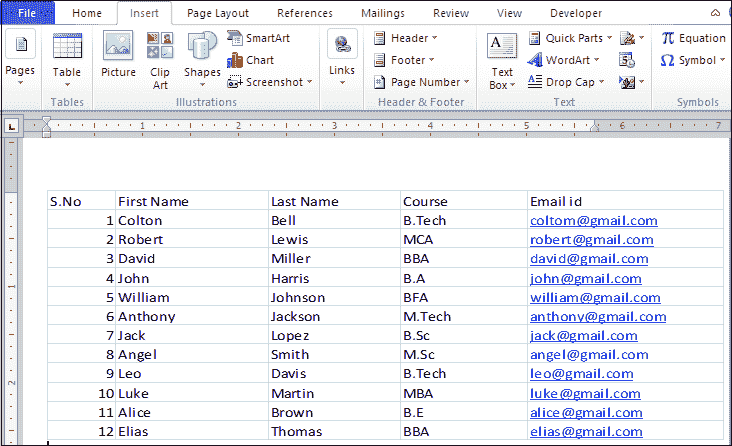 File Home Insert Page Layout References Mailings Review View Developer
Pages Table Picture Clip Art Shapes SmartArt Chart Screenshot Links Header Footer Page Number Text Box Quick Parts WordArt Drop Cap Equation Symbol
Tables Illustrations Header & Footer Text Symbols
1 2 3 4 5 6 7
S.No First Name Last Name Course Email id
1 Colton Bell B.Tech coltom@gmail.com
2 Robert Lewis MCA robert@gmail.com
3 David Miller BBA david@gmail.com
4 John Harris B.A john@gmail.com
5 William Johnson BFA william@gmail.com
6 Anthony Jackson M.Tech anthony@gmail.com
7 Jack Lopez B.Sc jack@gmail.com
8 Angel Smith M.Sc angel@gmail.com
9 Leo Davis B.Tech leo@gmail.com
10 Luke Martin MBA luke@gmail.com
11 Alice Brown B.E alice@gmail.com
12 Elias Thomas BBA elias@gmail.com
1
2